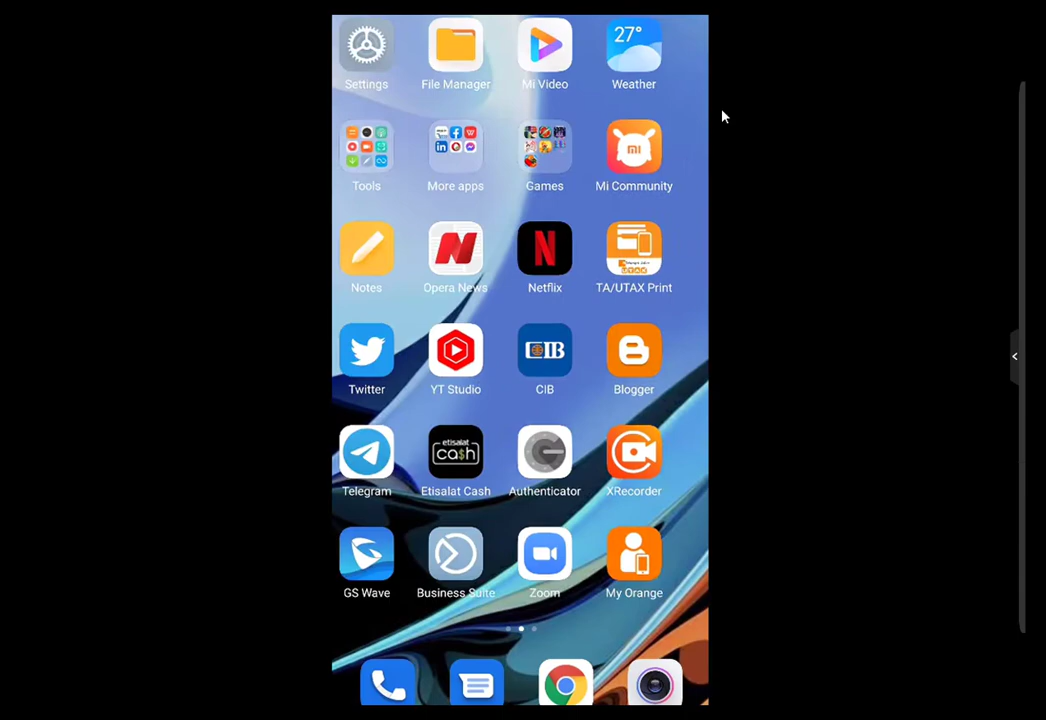 27°
Settings
File Manager
Mi Video
Weather
Tools
More apps
Games
Mi Community
Notes
Opera News
Netflix
TA/UTAX Print
Twitter
YT Studio
CIB
Blogger
etisalat
ca$h
Telegram
Etisalat Cash
Authenticator
XRecorder
GS Wave
Business Suite
Zoom
My Orange